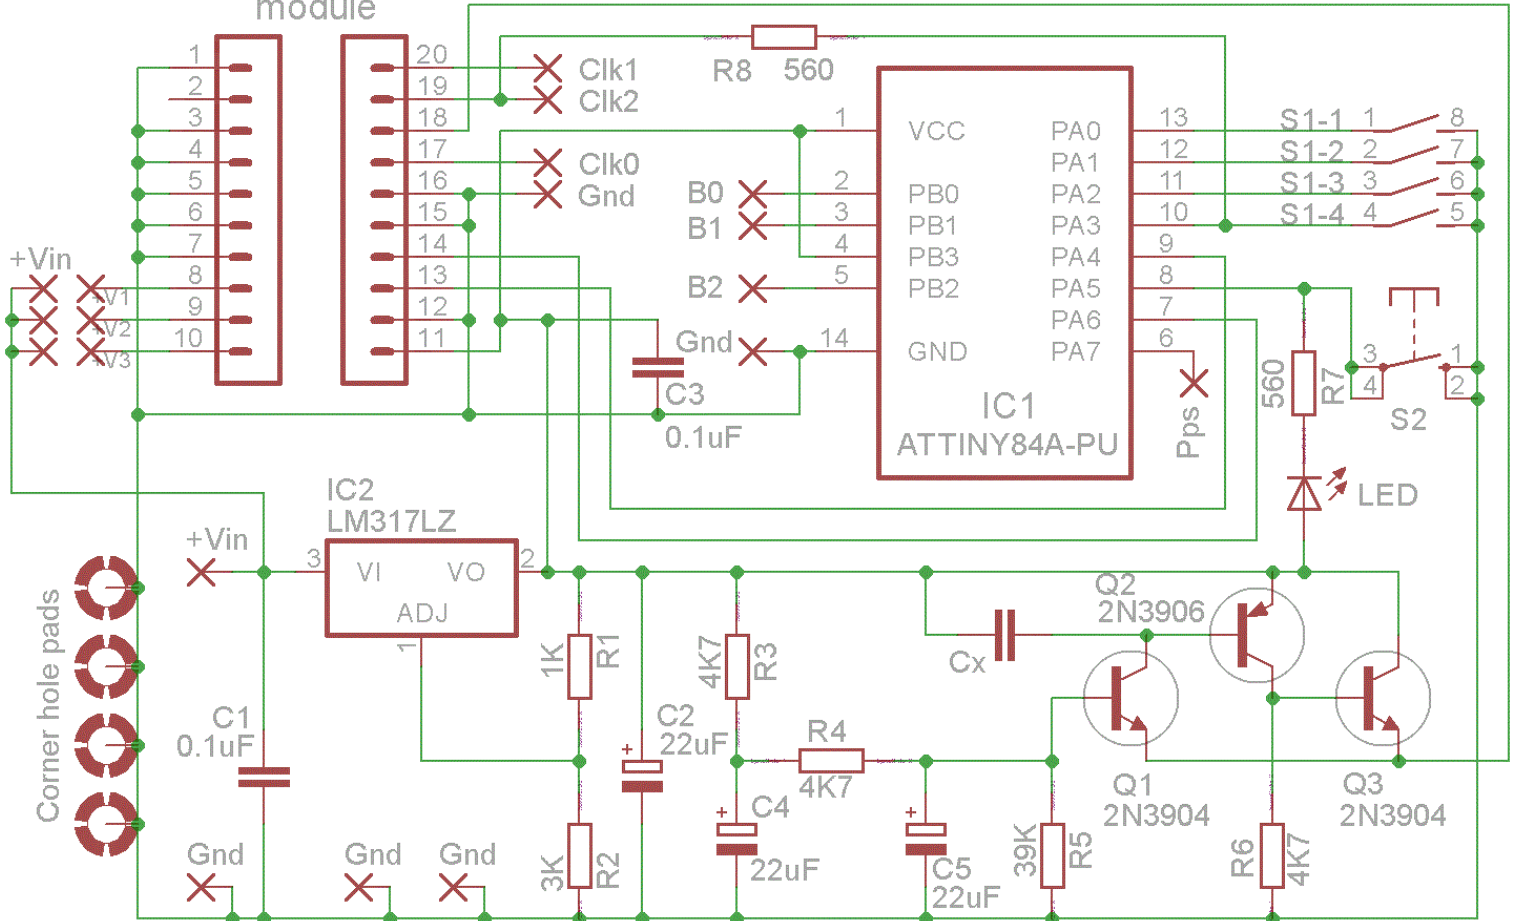 module
1
2
3
4
5
6
7
8
9
10
20
19
18
17
16
15
14
13
12
11
Clk1
Clk2
Clk0
Gnd
R8 560
+Vin
+V1
+V2
+V3
B0
B1
B2
Gnd
1 VCC PA0 13
PA1 12
2 PB0 PA2 11
3 PB1 PA3 10
4 PB3 PA4 9
5 PB2 PA5 8
PA6 7
14 GND PA7 6
IC1
ATTINY84A-PU
Pps
S1-1 1 8
S1-2 2 7
S1-3 3 6
S1-4 4 5
560
R7
3 1
4 2
S2
LED
C3
0.1uF
IC2
LM317LZ
+Vin
3 VI VO 2
ADJ
1
Corner hole pads
C1
0.1uF
1K
R1
3K
R2
+
C2
22uF
4K7
R3
R4
4K7
+
C4
22uF
+
C5
22uF
Cx
39K
R5
Q2
2N3906
Q1
2N3904
Q3
2N3904
R6
4K7
Gnd
Gnd
Gnd